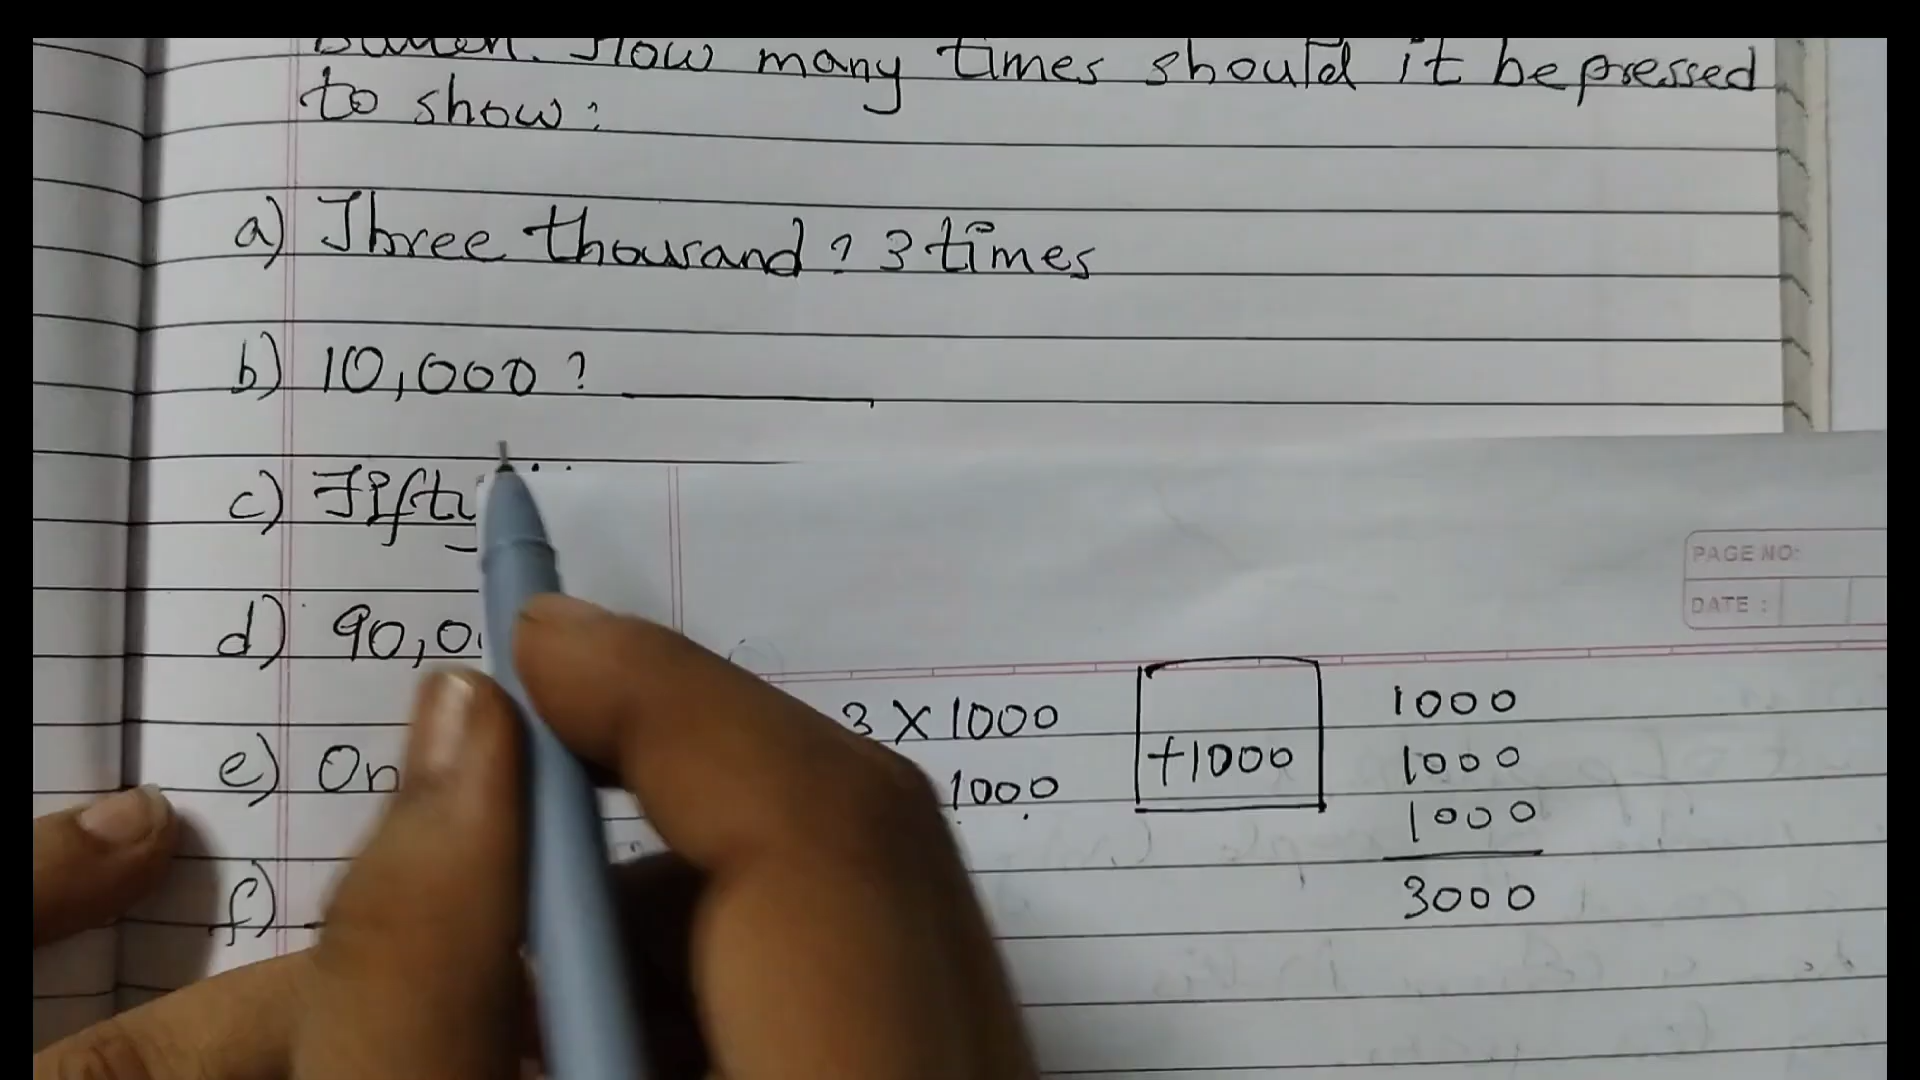 button. How many times should it be pressed
to show:
a) Three thousand? 3 times
b) 10,000?
c) Fifty
d) 90,0
e) On
f)
PAGE NO:
DATE :
3 X 1000
1000
+1000
1000
1000
1000
3000